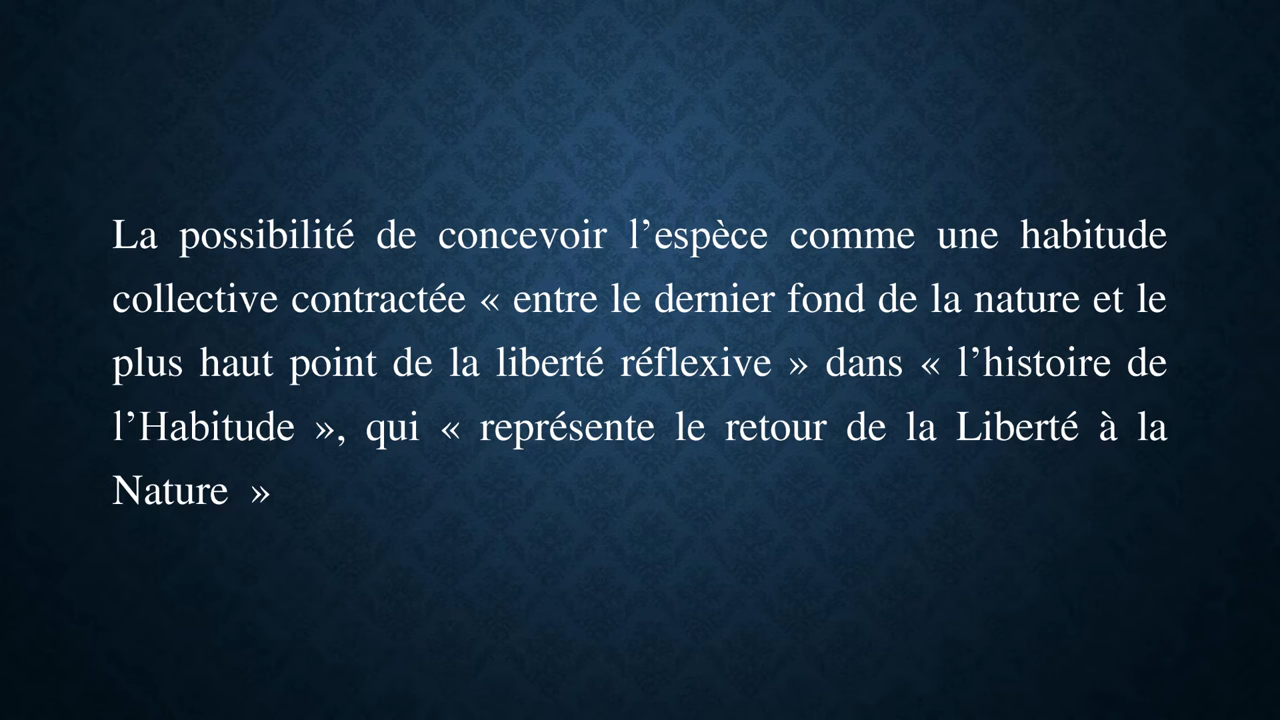 La possibilité de concevoir l’espèce comme une habitude
collective contractée « entre le dernier fond de la nature et le
plus haut point de la liberté réflexive » dans « l’histoire de
l’Habitude », qui « représente le retour de la Liberté à la
Nature »